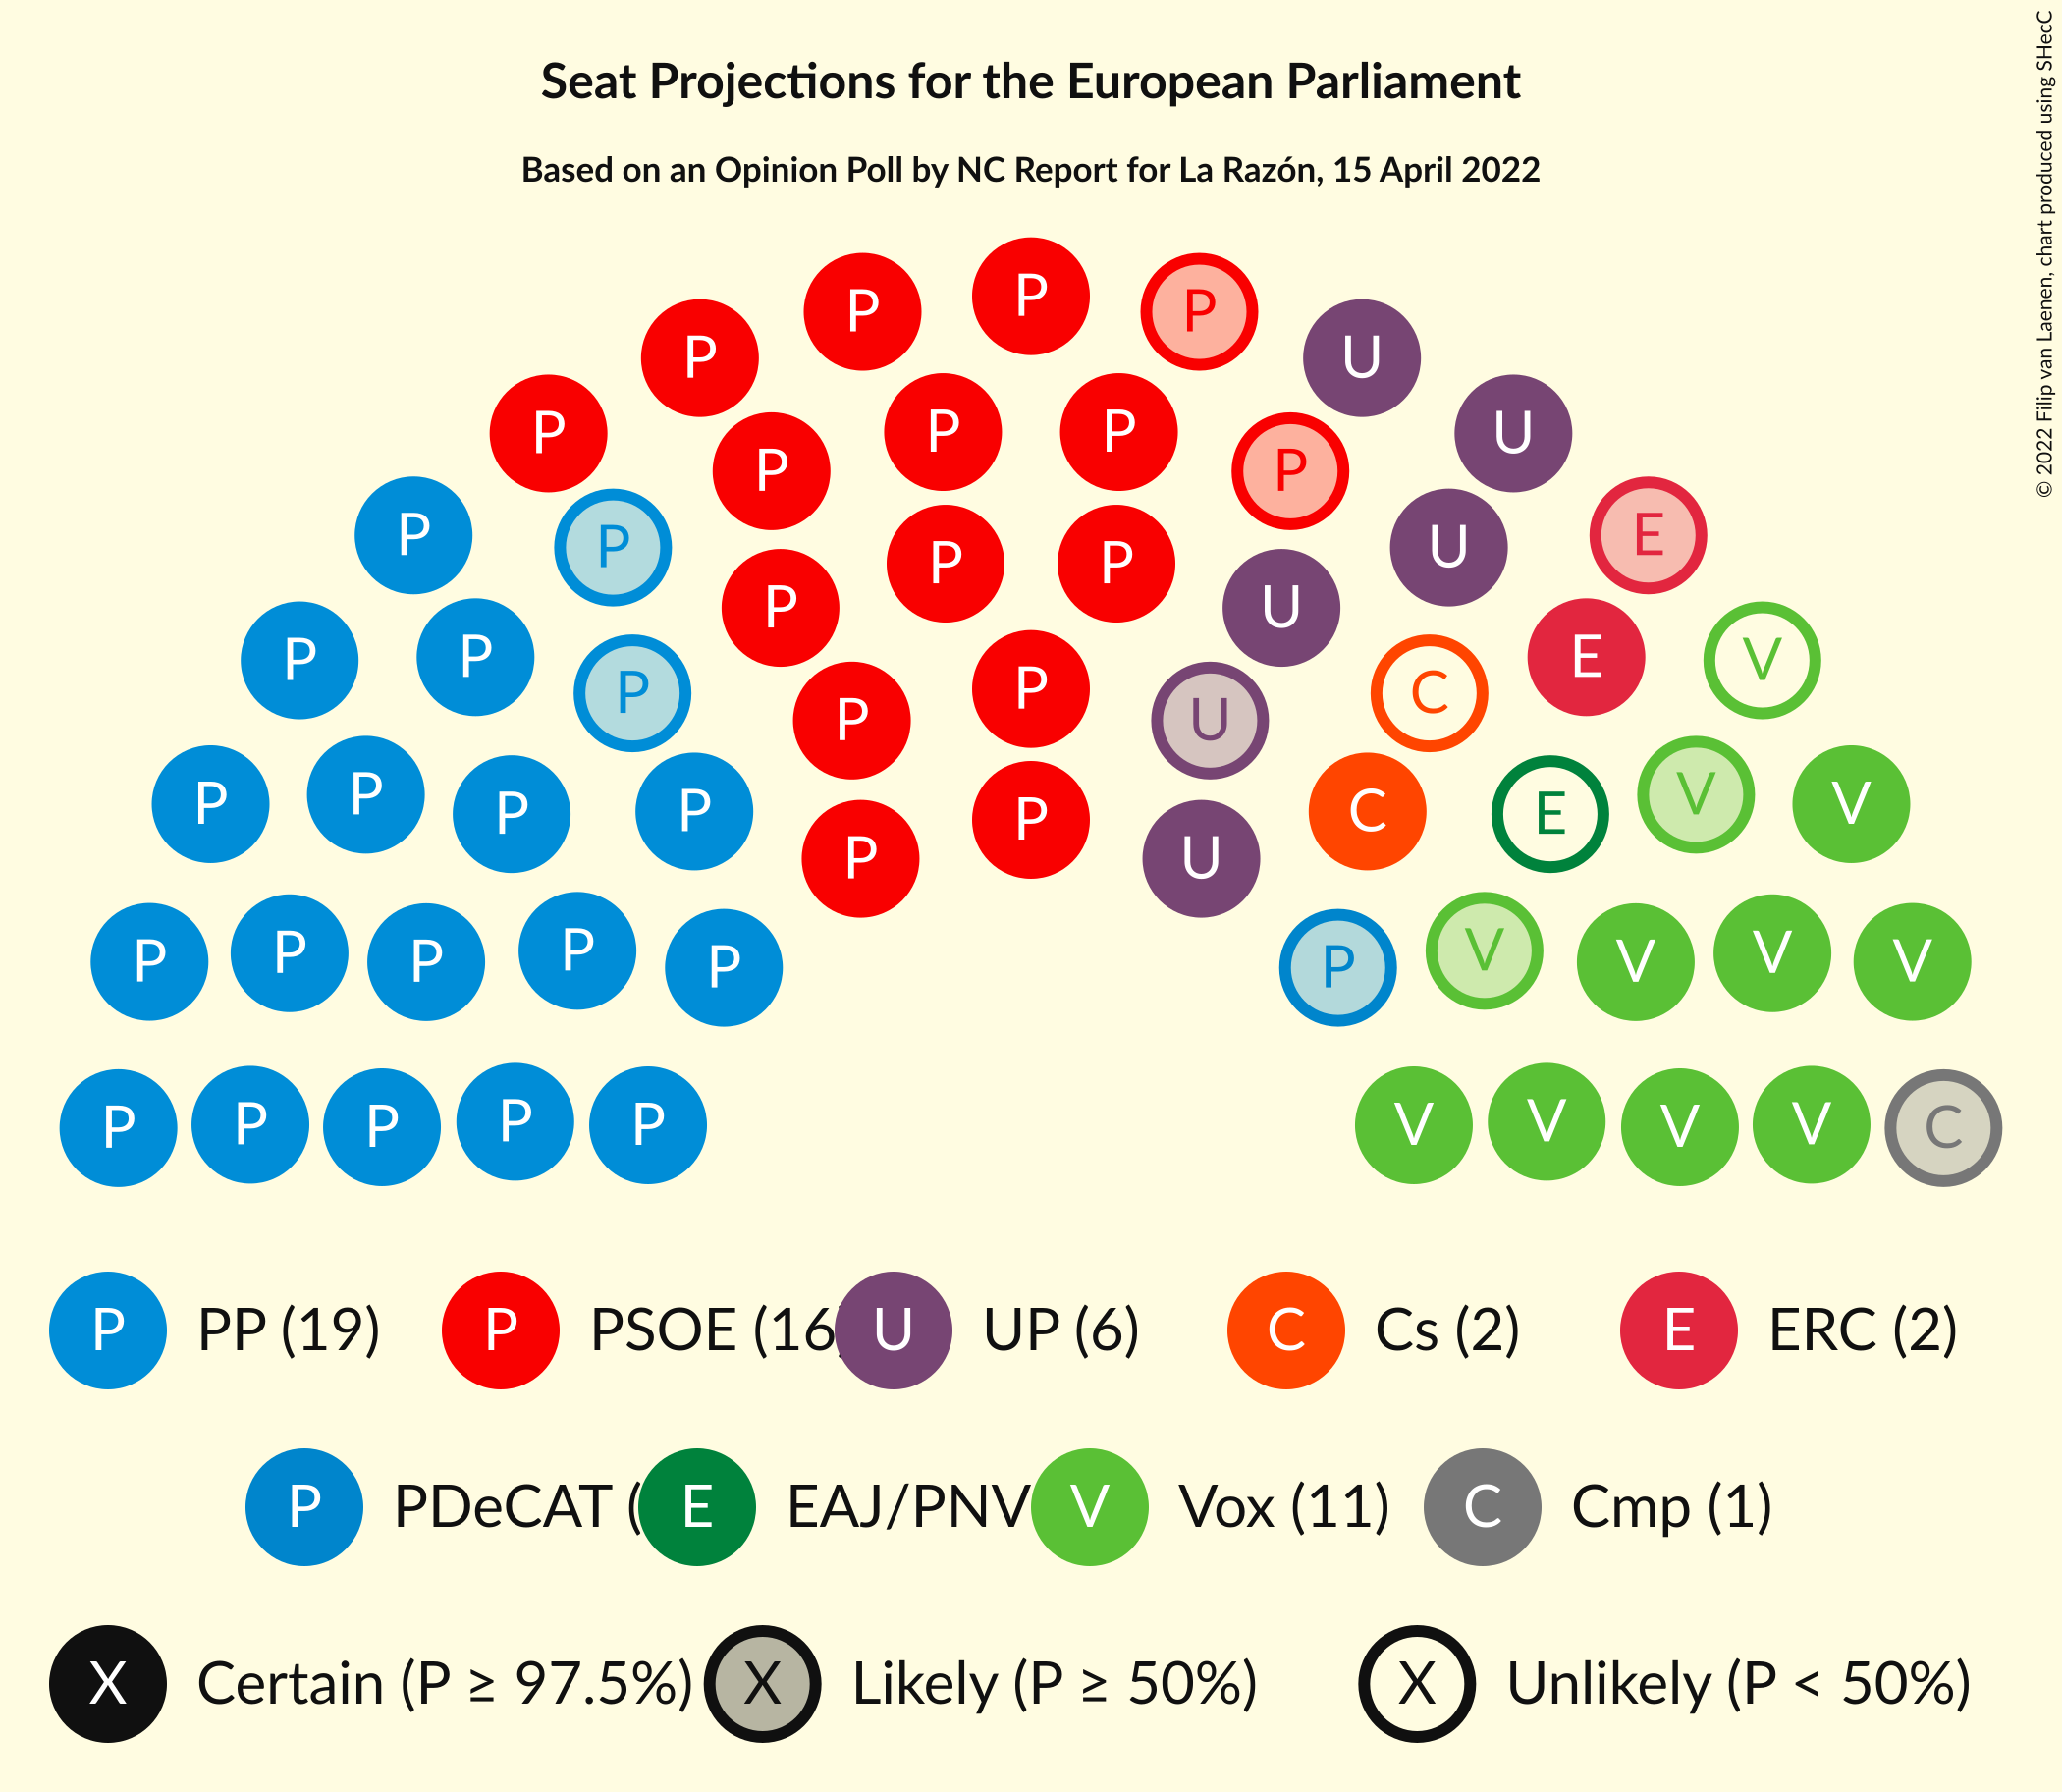 Seat Projections for the European Parliament
Based on an Opinion Poll by NC Report for La Razón, 15 April 2022
© 2022 Filip van Laenen, chart produced using SHecC
P
P P
P U
P P P U
P P
P E
P U
P P
P U
P P E V
P P C
P U
P V
P P P C E V
P
P U
P P V V
P P P P V V
P P P P P V V V V C
P PP (19) P PSOE (16 U UP (6) C Cs (2) E ERC (2)
P PDeCAT ( E EAJ/PNV V Vox (11) C Cmp (1)
X Certain (P ≥ 97.5%) X Likely (P ≥ 50%) X Unlikely (P < 50%)